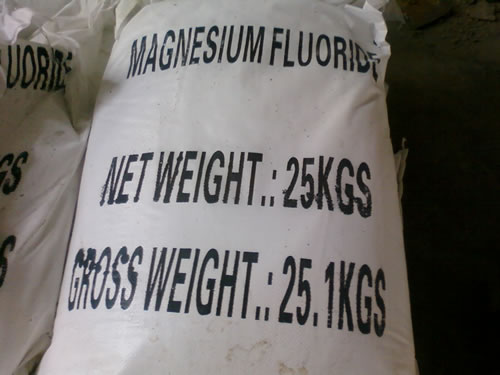 MAGNESIUM FLUORIDE
NET WEIGHT.: 25KGS
GROSS WEIGHT.: 25.1KGS